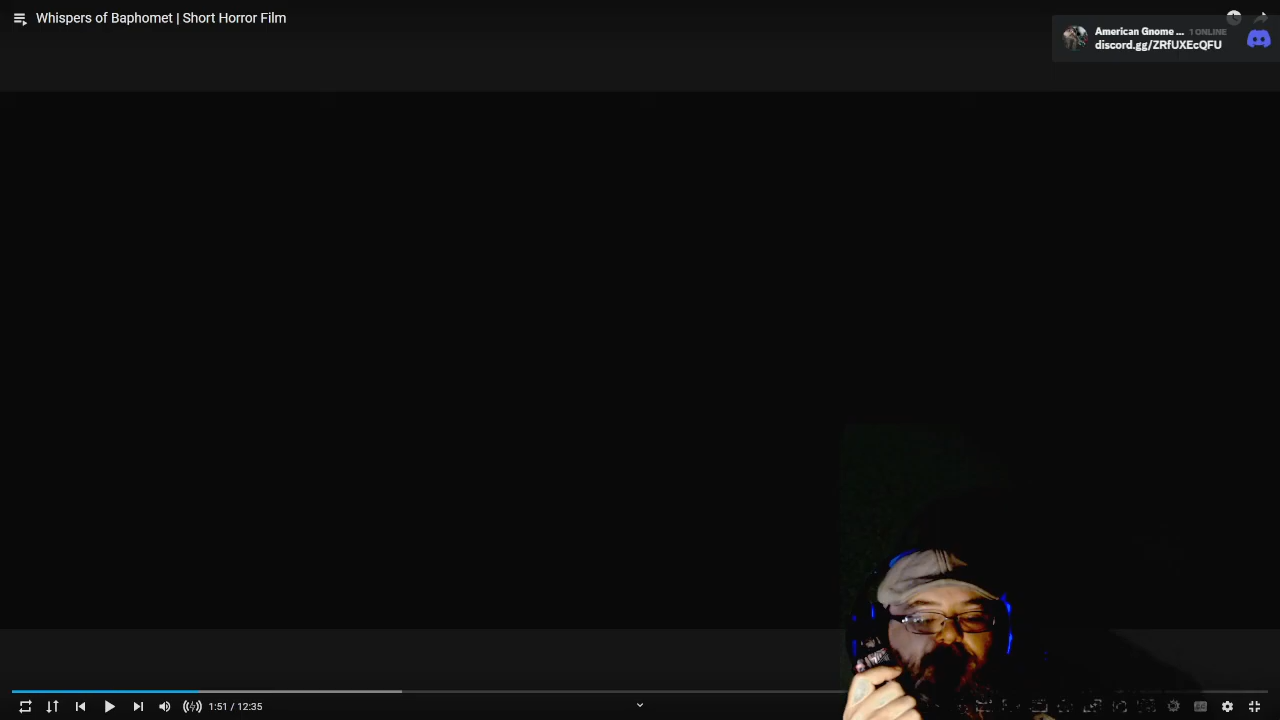 Whispers of Baphomet | Short Horror Film
American Gnome ... 1 ONLINE
discord.gg/ZRfUXEcQFU
1:51 / 12:35